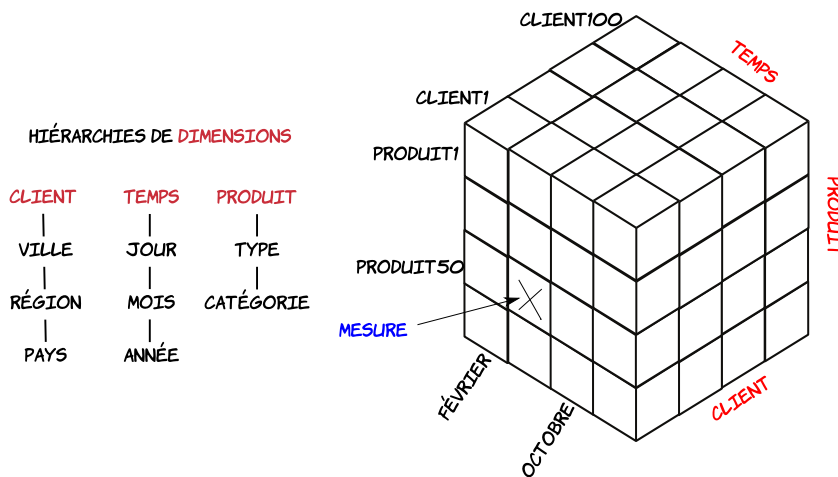 HIÉRARCHIES DE DIMENSIONS
CLIENT TEMPS PRODUIT
VILLE JOUR TYPE
RÉGION MOIS CATÉGORIE
PAYS ANNÉE
CLIENT100
CLIENT1
PRODUIT1
PRODUIT50
MESURE
FÉVRIER
OCTOBRE
TEMPS
PRODUIT
CLIENT